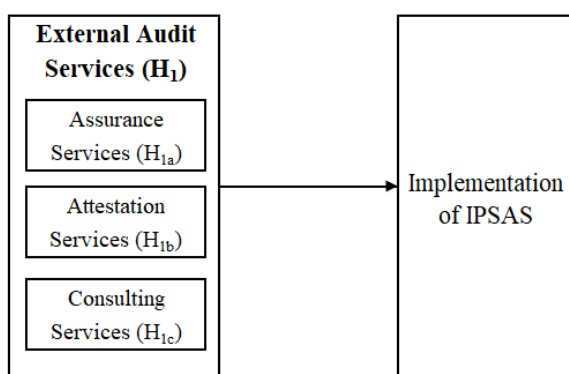 External Audit
Services (H₁)
Assurance
Services (H₁ₐ)
Attestation
Services (H₁b)
Consulting
Services (H₁c)
Implementation
of IPSAS